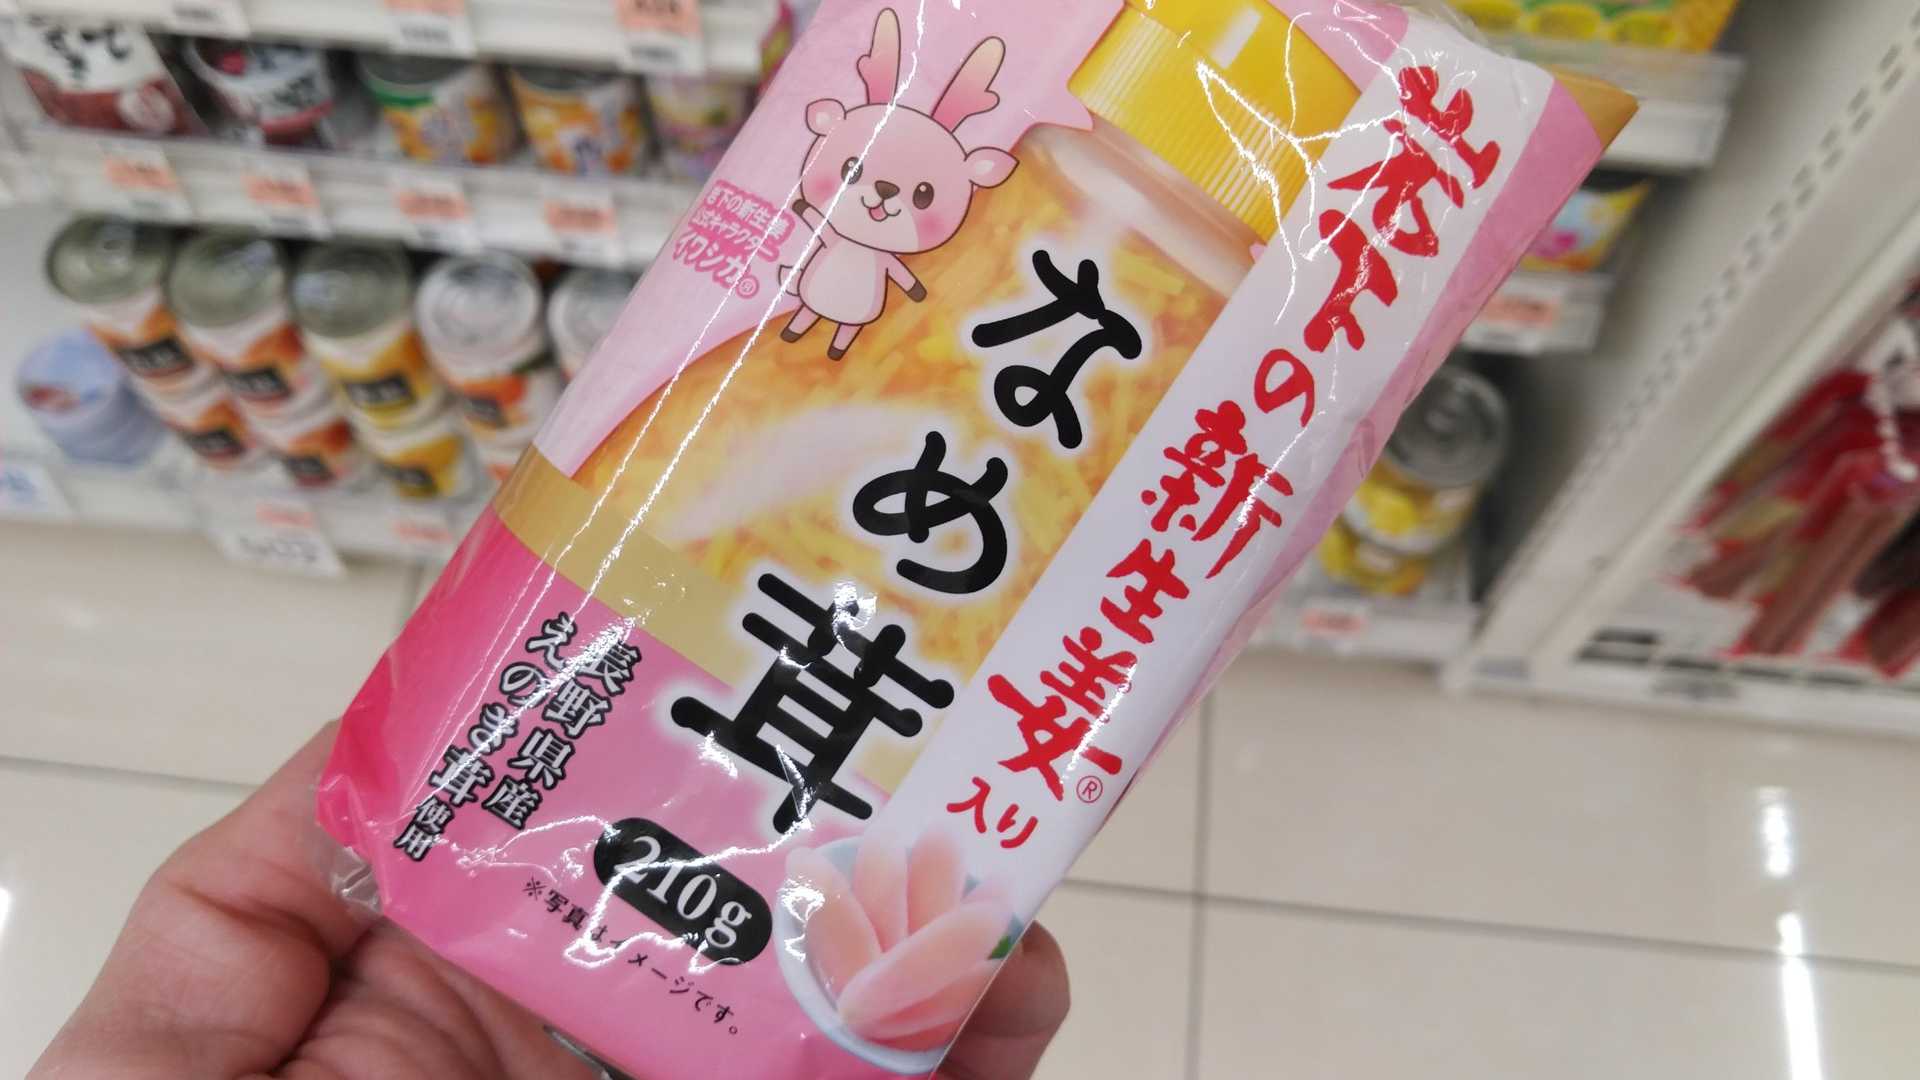 岩下の新生姜®入り
なめ茸
岩下の新生姜
公式キャラクター
イワシカ®
長野県産
えのき茸使用
210g
※写真はイメージです。